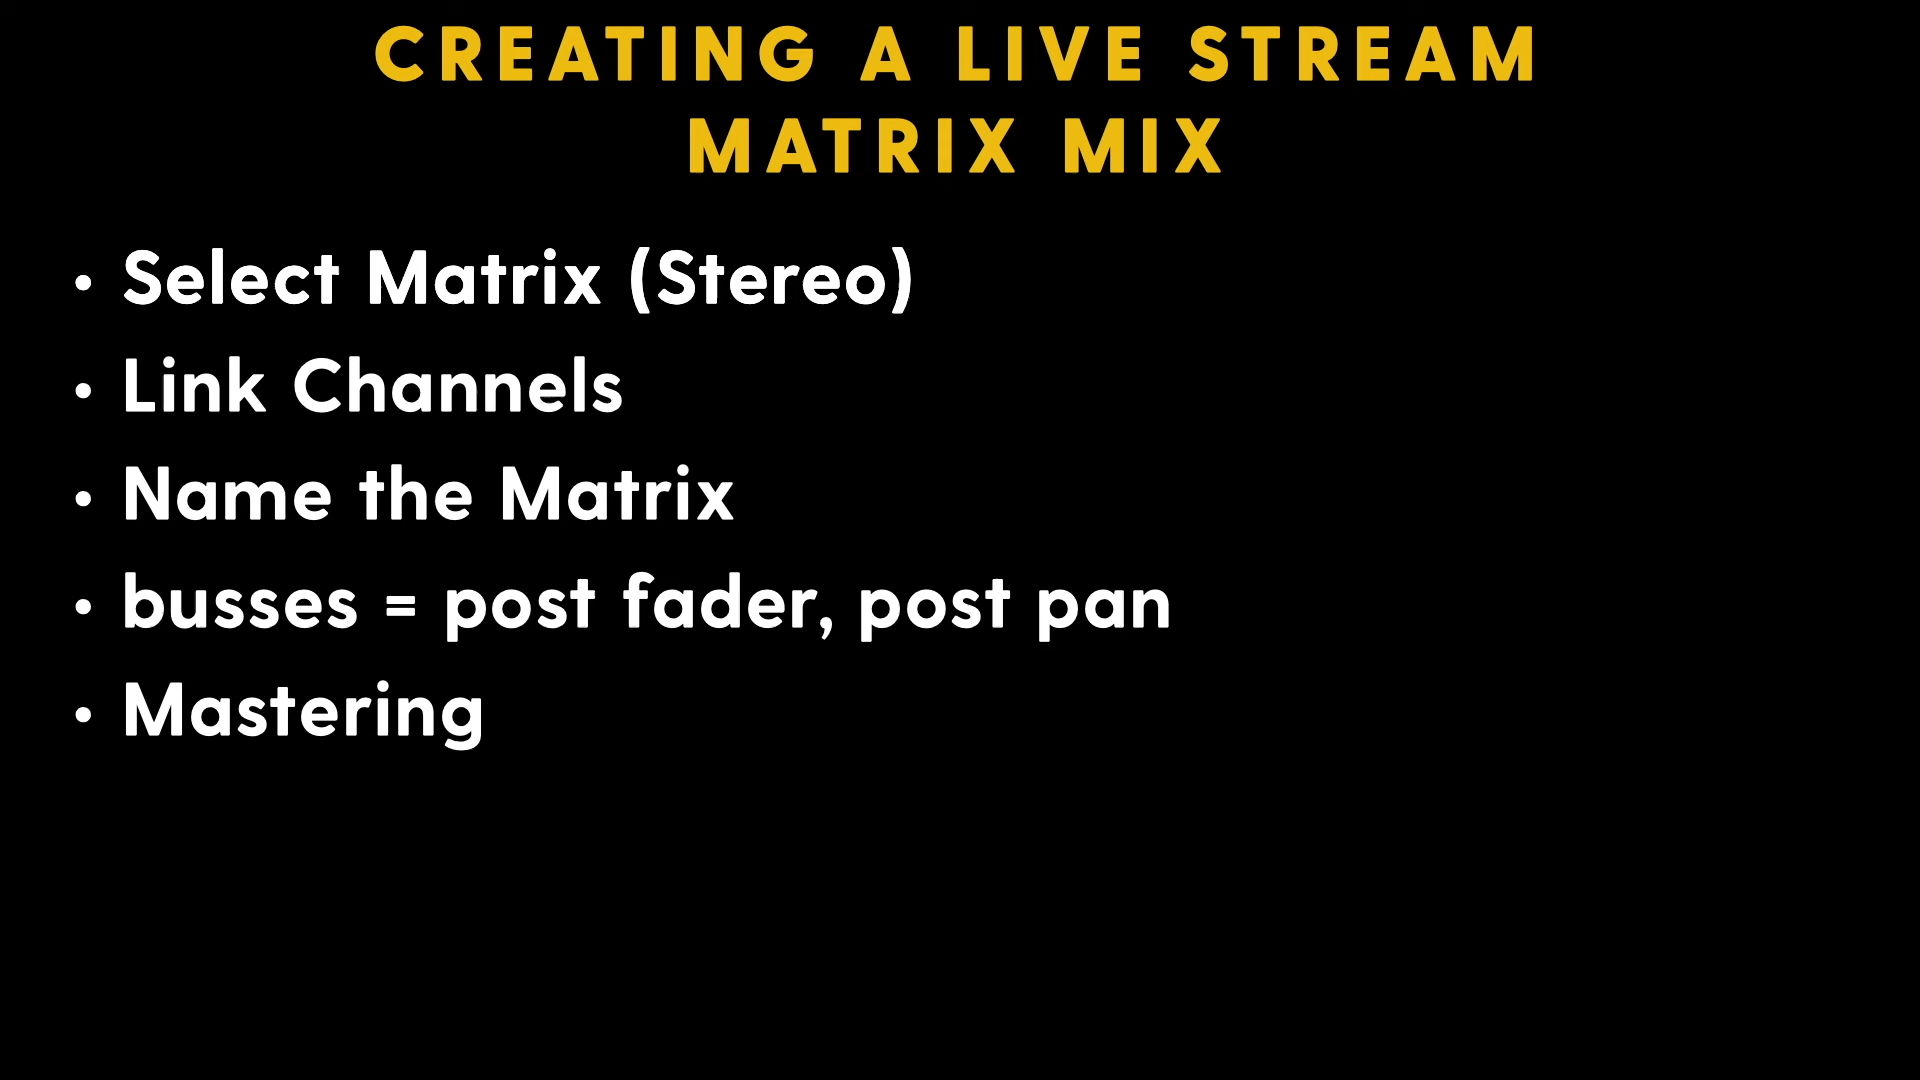 CREATING A LIVE STREAM
MATRIX MIX
• Select Matrix (Stereo)
• Link Channels
• Name the Matrix
• busses = post fader, post pan
• Mastering